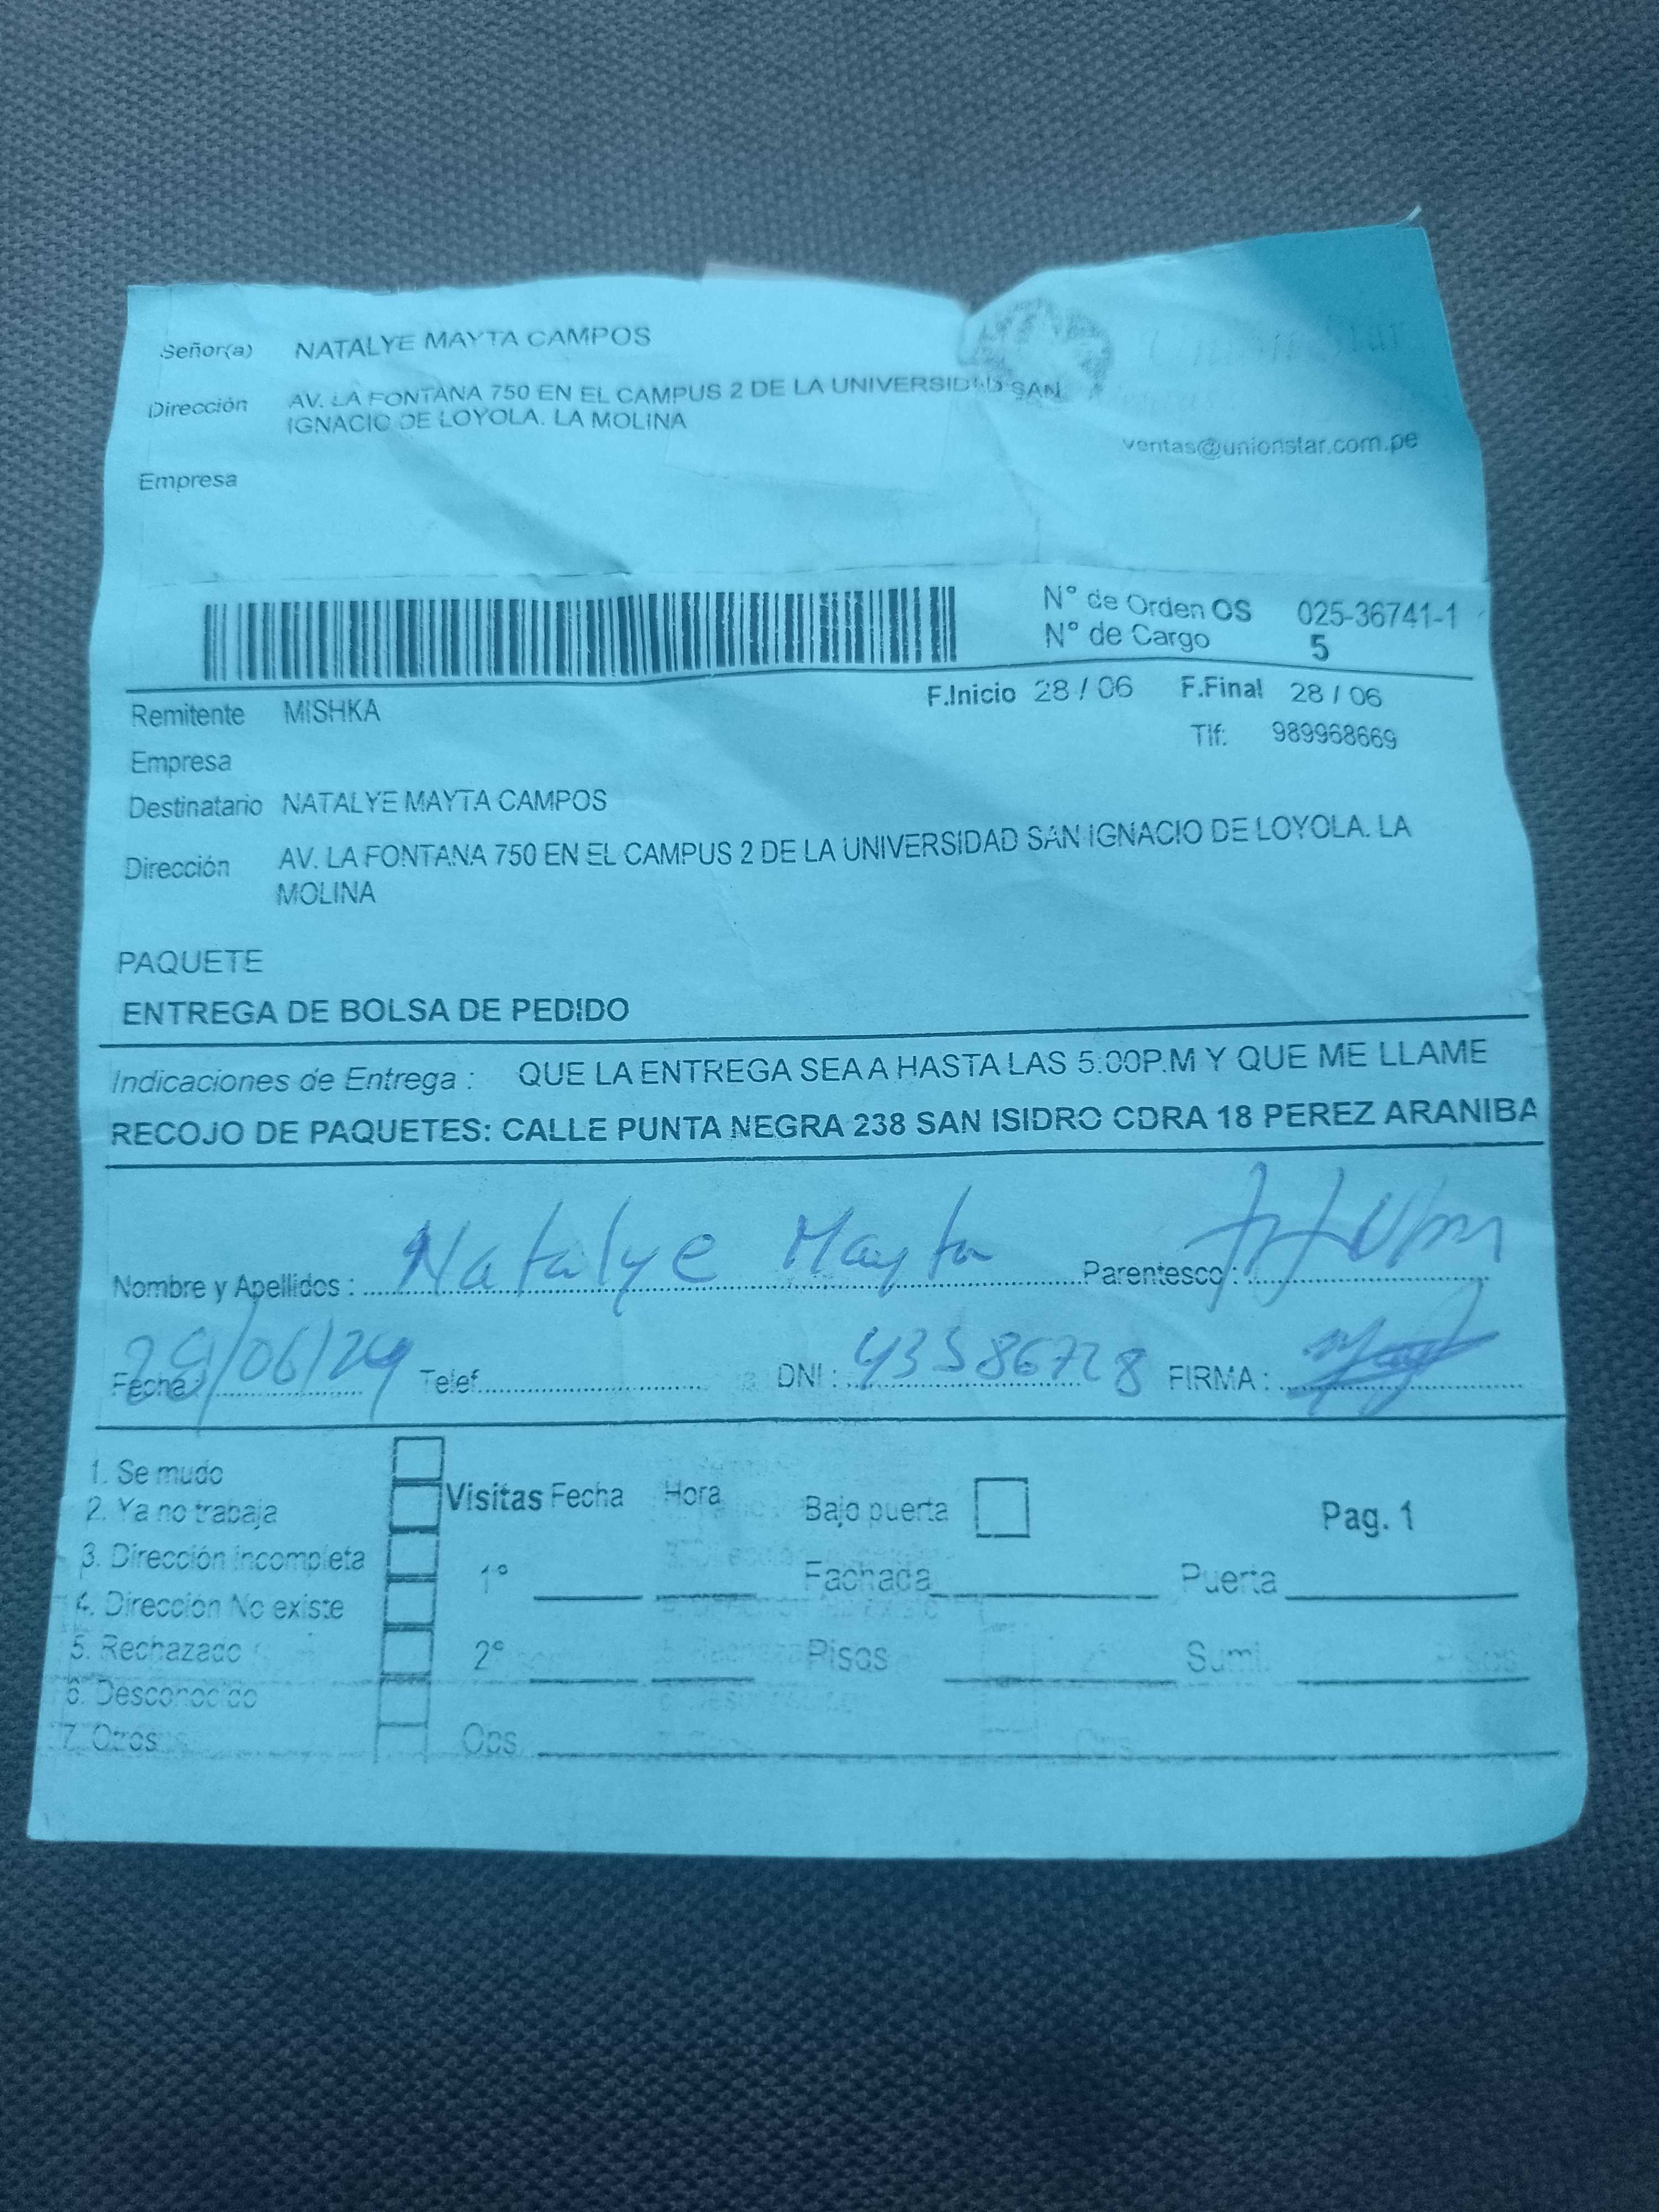 Señor(a) NATALYE MAYTA CAMPOS
Dirección AV. LA FONTANA 750 EN EL CAMPUS 2 DE LA UNIVERSIDAD SAN
IGNACIO DE LOYOLA. LA MOLINA
Union Star
ventas@unionstar.com.pe
Empresa
N° de Orden OS 025-36741-1
N° de Cargo 5
Remitente MISHKA
F.Inicio 28 / 06 F.Final 28 / 06
Tlf: 989968669
Empresa
Destinatario NATALYE MAYTA CAMPOS
Dirección AV. LA FONTANA 750 EN EL CAMPUS 2 DE LA UNIVERSIDAD SAN IGNACIO DE LOYOLA. LA
MOLINA
PAQUETE
ENTREGA DE BOLSA DE PEDIDO
Indicaciones de Entrega : QUE LA ENTREGA SEA A HASTA LAS 5:00P.M Y QUE ME LLAME
RECOJO DE PAQUETES: CALLE PUNTA NEGRA 238 SAN ISIDRO CDRA 18 PEREZ ARANIBA
Nombre y Apellidos : Natalye Mayta Parentesco :
Fecha : /06/24 Telef. DNI : 43586728 FIRMA :
1. Se mudo
2. Ya no trabaja
3. Dirección incompleta
4. Dirección No existe
5. Rechazado
6. Desconocido
7. Otros
Visitas Fecha Hora
1°
2°
Obs
Bajo puerta
Pag. 1
Fachada Puerta
Pisos Sumi.